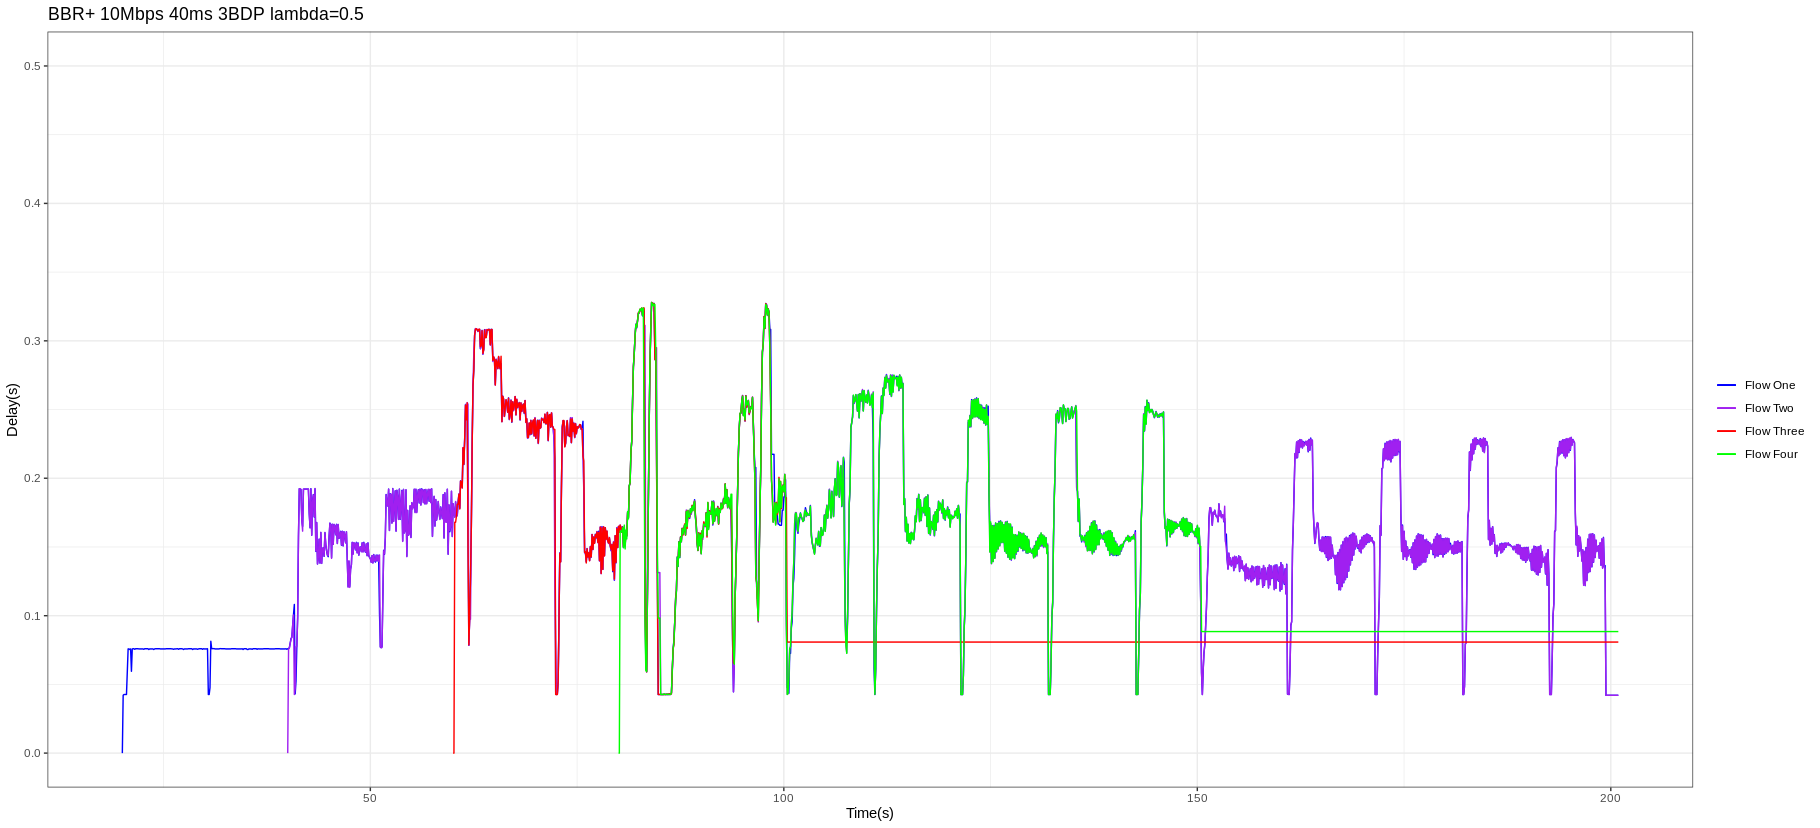 BBR+ 10Mbps 40ms 3BDP lambda=0.5
0.5
0.4
0.3
0.2
0.1
0.0
Delay(s)
50
100
150
200
Time(s)
Flow One
Flow Two
Flow Three
Flow Four